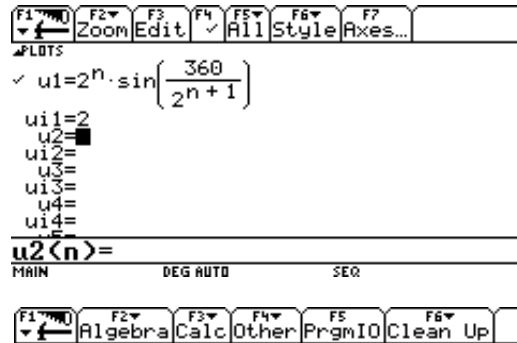 F1 F2▾ Zoom F3 Edit F4 ✓ F5▾ All F6▾ Style F7 Axes…
▴PLOTS
✓ u1=2^n·sin(360/2^(n + 1))
ui1=2
u2=
ui2=
u3=
ui3=
u4=
ui4=
u2(n)=
MAIN DEG AUTO SEQ
F1 F2▾ Algebra F3▾ Calc F4▾ Other F5 PrgmIO F6▾ Clean Up